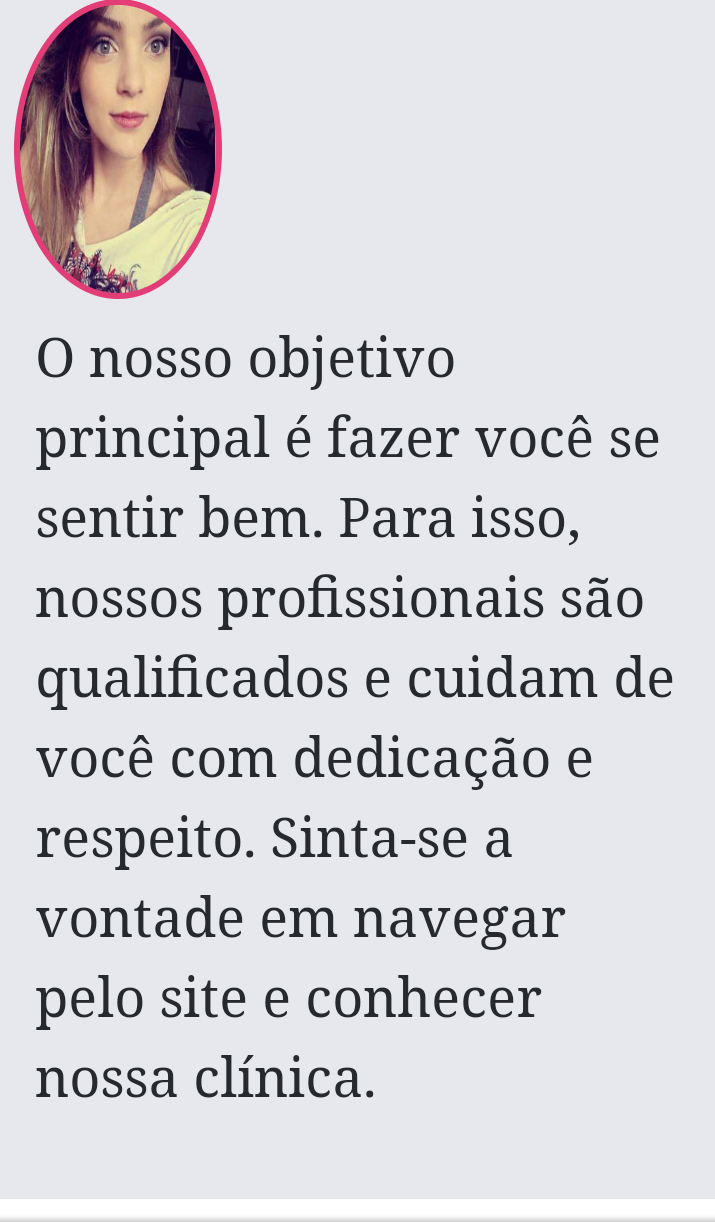 O nosso objetivo
principal é fazer você se
sentir bem. Para isso,
nossos profissionais são
qualificados e cuidam de
você com dedicação e
respeito. Sinta-se a
vontade em navegar
pelo site e conhecer
nossa clínica.